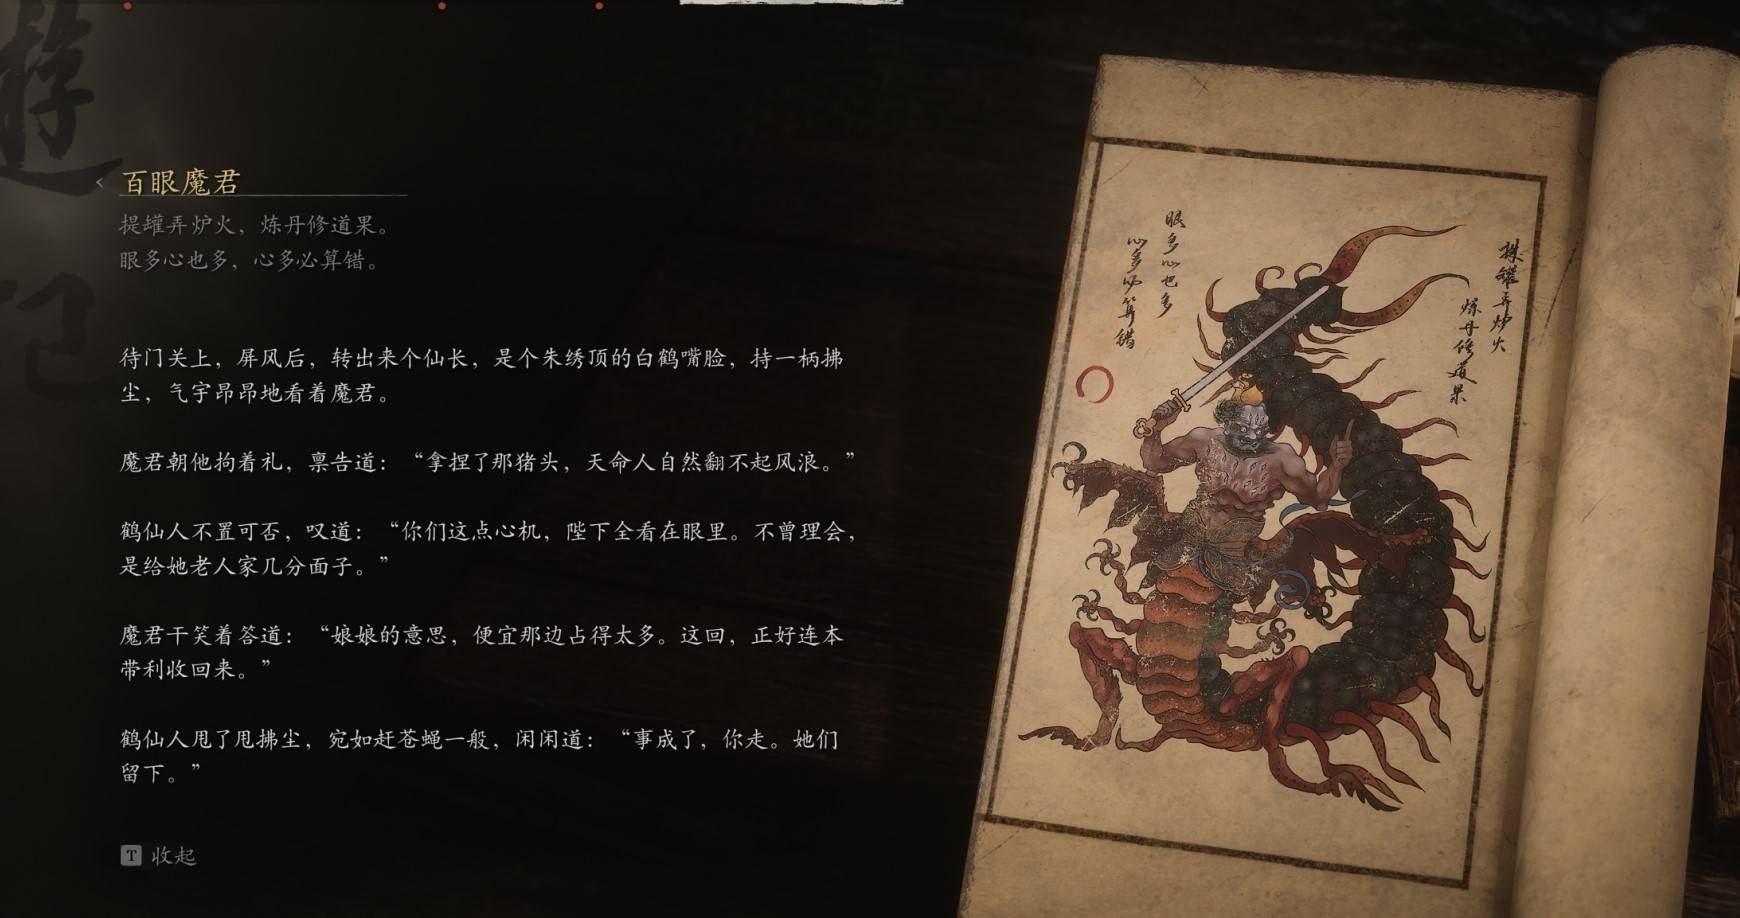 遊
记
百眼魔君
提罐弄炉火，炼丹修道果。
眼多心也多，心多必算错。
待门关上，屏风后，转出来个仙长，是个朱绣顶的白鹤嘴脸，持一柄拂
尘，气宇昂昂地看着魔君。
魔君朝他拘着礼，禀告道：“拿捏了那猪头，天命人自然翻不起风浪。”
鹤仙人不置可否，叹道：“你们这点心机，陛下全看在眼里。不曾理会，
是给她老人家几分面子。”
魔君干笑着答道：“娘娘的意思，便宜那边占得太多。这回，正好连本
带利收回来。”
鹤仙人甩了甩拂尘，宛如赶苍蝇一般，闲闲道：“事成了，你走。她们
留下。”
T 收起
提罐弄炉火
炼丹修道果
眼多心也多
心多必算错